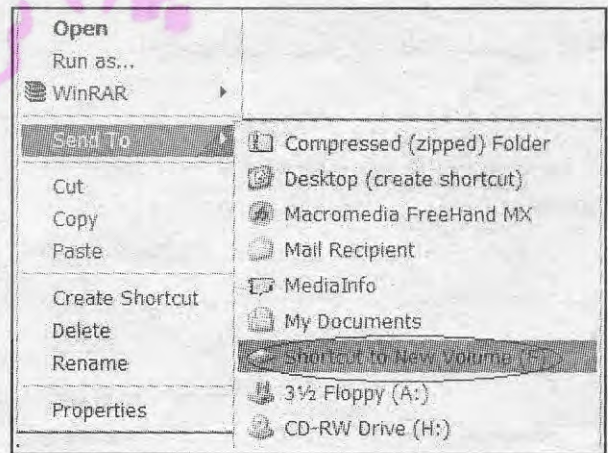 Open
Run as...
WinRAR
Send To
Compressed (zipped) Folder
Desktop (create shortcut)
Cut
Macromedia FreeHand MX
Copy
Mail Recipient
Paste
MediaInfo
Create Shortcut
My Documents
Delete
Shortcut to New Volume (F)
Rename
3½ Floppy (A:)
Properties
CD-RW Drive (H:)